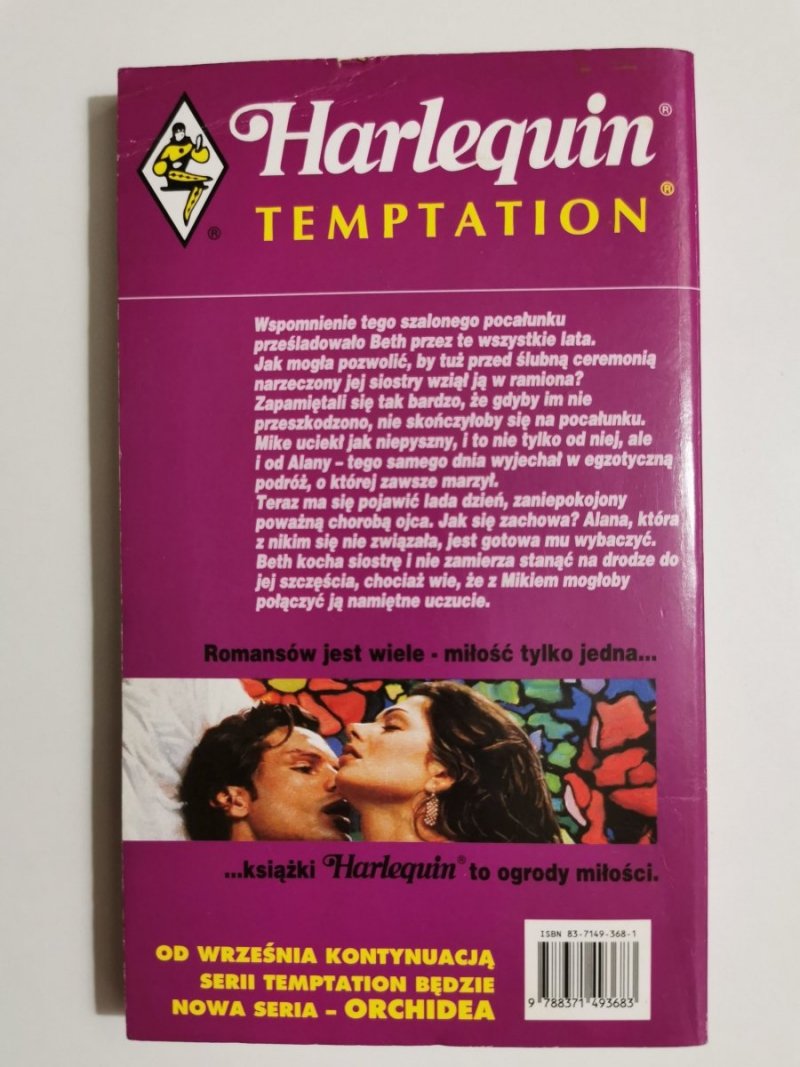 Harlequin®
TEMPTATION®
®
Wspomnienie tego szalonego pocałunku
prześladowało Beth przez te wszystkie lata.
Jak mogła pozwolić, by tuż przed ślubną ceremonią
narzeczony jej siostry wziął ją w ramiona?
Zapamiętali się tak bardzo, że gdyby im nie
przeszkodzono, nie skończyłoby się na pocałunku.
Mike uciekł jak niepyszny, i to nie tylko od niej, ale
i od Alany – tego samego dnia wyjechał w egzotyczną
podróż, o której zawsze marzył.
Teraz ma się pojawić lada dzień, zaniepokojony
poważną chorobą ojca. Jak się zachowa? Alana, która
z nikim się nie związała, jest gotowa mu wybaczyć.
Beth kocha siostrę i nie zamierza stanąć na drodze do
jej szczęścia, chociaż wie, że z Mikiem mogłoby
połączyć ją namiętne uczucie.
Romansów jest wiele - miłość tylko jedna...
...książki Harlequin® to ogrody miłości.
OD WRZEŚNIA KONTYNUACJĄ
SERII TEMPTATION BĘDZIE
NOWA SERIA – ORCHIDEA
ISBN 83-7149-368-1
9 788371 493683